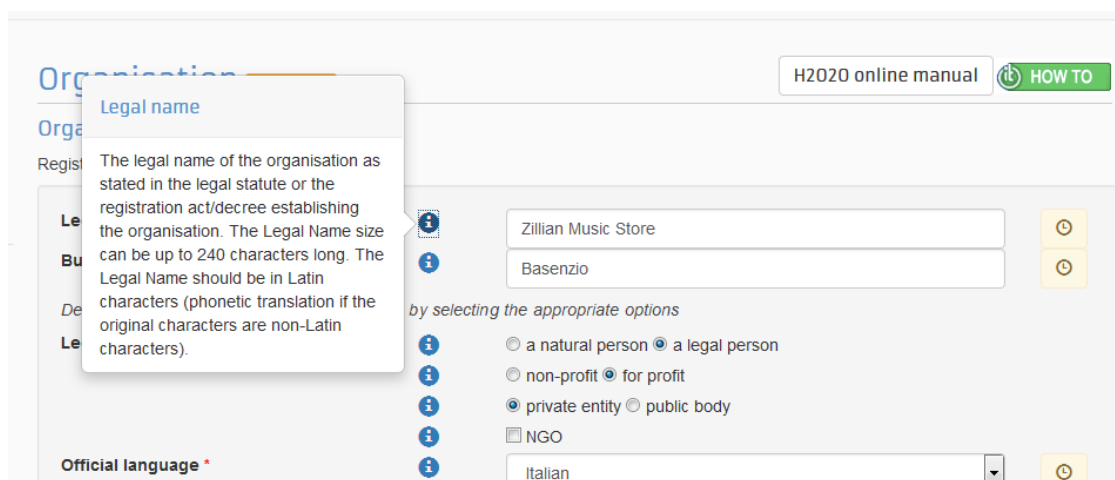 H2020 online manual
HOW TO
Legal name
Orga
Regist
The legal name of the organisation as
stated in the legal statute or the
registration act/decree establishing
the organisation. The Legal Name size
can be up to 240 characters long. The
Legal Name should be in Latin
characters (phonetic translation if the
original characters are non-Latin
characters).
Le
Zillian Music Store
Bu
Basenzio
De by selecting the appropriate options
Le
a natural person a legal person
non-profit for profit
private entity public body
NGO
Official language *
Italian